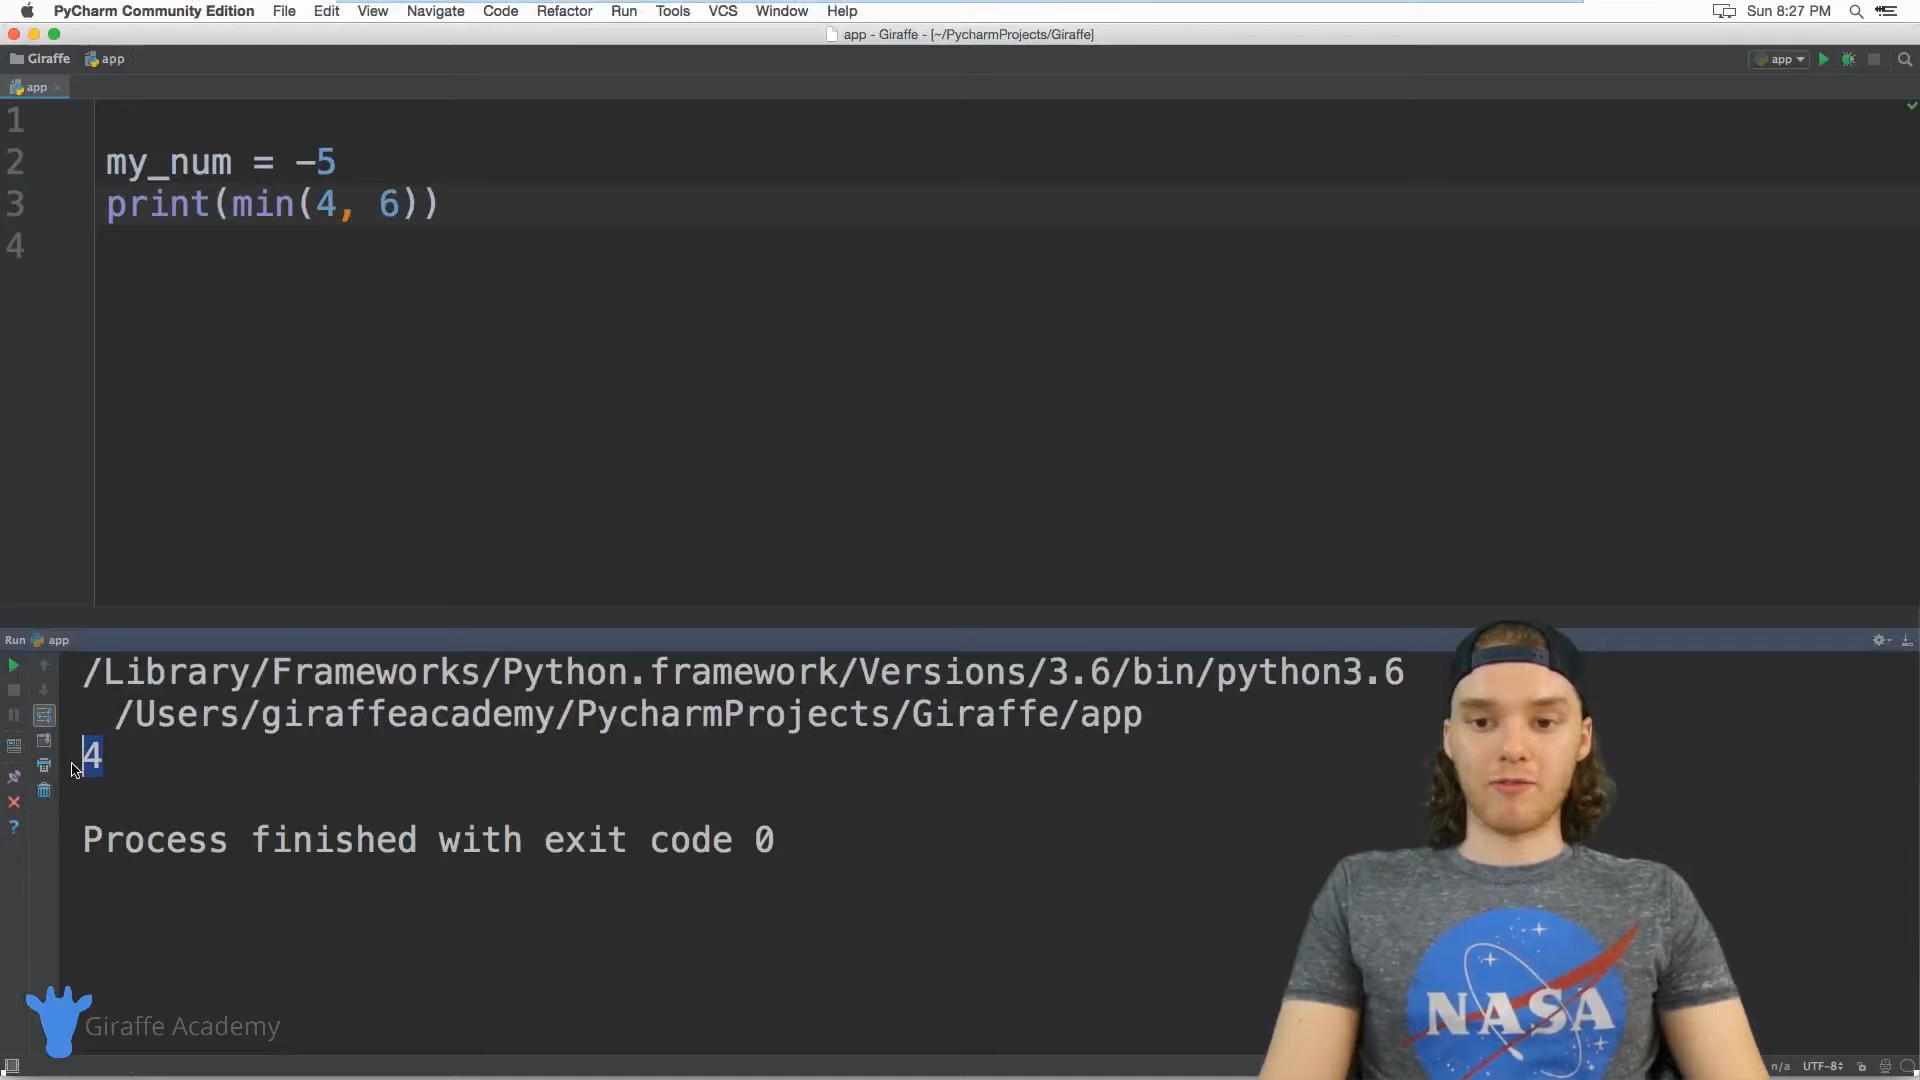 PyCharm Community Edition File Edit View Navigate Code Refactor Run Tools VCS Window Help Sun 8:27 PM
app - Giraffe - [~/PycharmProjects/Giraffe]
Giraffe app app
app
1
2 my_num = -5
3 print(min(4, 6))
4
Run app
/Library/Frameworks/Python.framework/Versions/3.6/bin/python3.6
/Users/giraffeacademy/PycharmProjects/Giraffe/app
4
Process finished with exit code 0
NASA
Giraffe Academy
n/a UTF-8